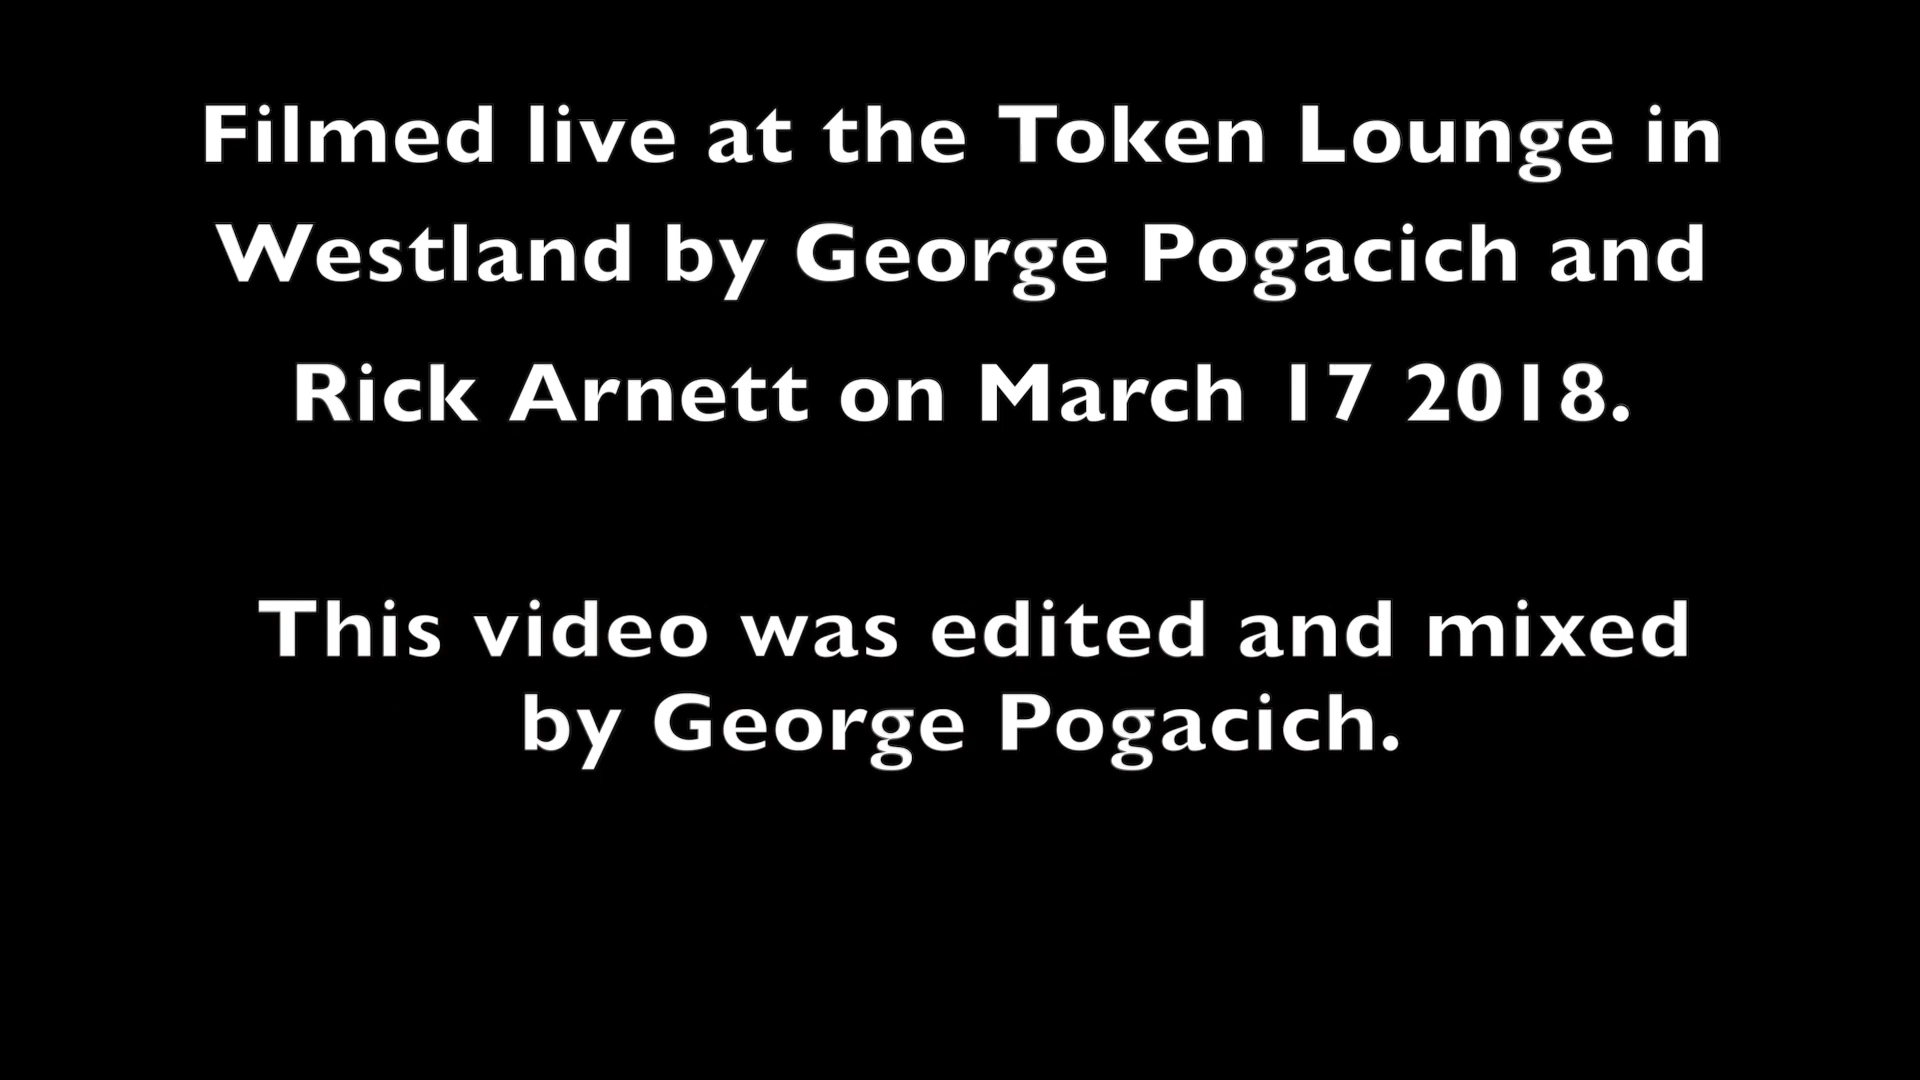 Filmed live at the Token Lounge in
Westland by George Pogacich and
Rick Arnett on March 17 2018.
This video was edited and mixed
by George Pogacich.